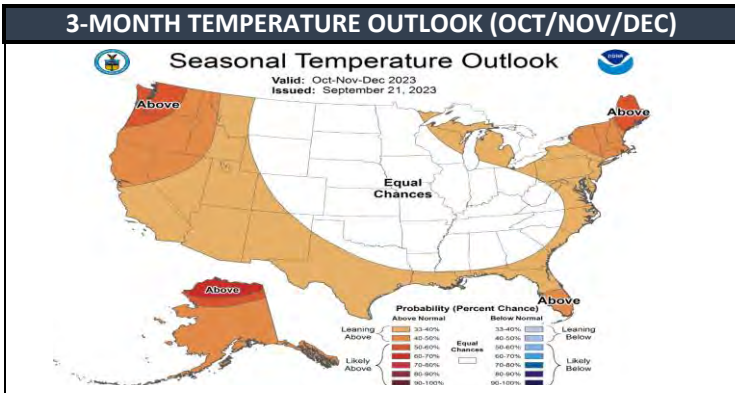 3-MONTH TEMPERATURE OUTLOOK (OCT/NOV/DEC)
Seasonal Temperature Outlook
Valid: Oct-Nov-Dec 2023
Issued: September 21, 2023
Above
Above
Equal
Chances
Above
Above
Probability (Percent Chance)
Above Normal
Below Normal
Leaning
Above
Likely
Above
33-40%
40-50%
50-60%
60-70%
70-80%
80-90%
90-100%
Equal
Chances
33-40%
40-50%
50-60%
60-70%
70-80%
80-90%
90-100%
Leaning
Below
Likely
Below